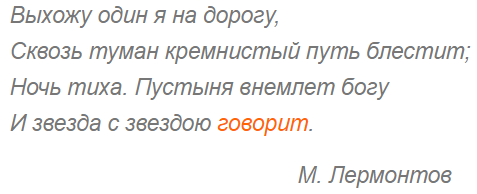 Выхожу один я на дорогу,
Сквозь туман кремнистый путь блестит;
Ночь тиха. Пустыня внемлет богу
И звезда с звездою говорит.
М. Лермонтов